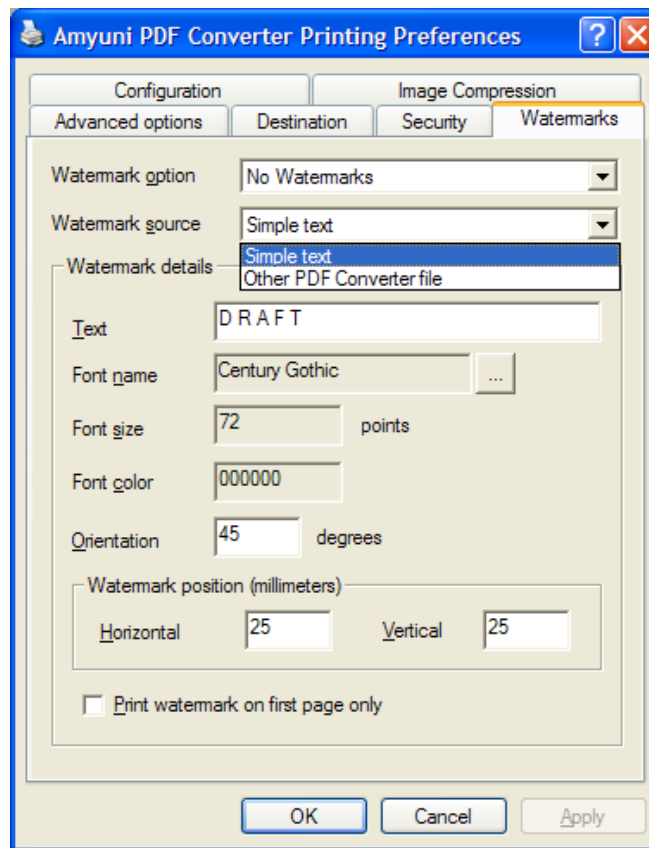 Amyuni PDF Converter Printing Preferences
Configuration Image Compression
Advanced options Destination Security Watermarks
Watermark option No Watermarks
Watermark source Simple text
Simple text
Watermark details
Other PDF Converter file
Text D R A F T
Font name Century Gothic ...
Font size 72 points
Font color 000000
Orientation 45 degrees
Watermark position (millimeters)
Horizontal 25 Vertical 25
Print watermark on first page only
OK Cancel Apply